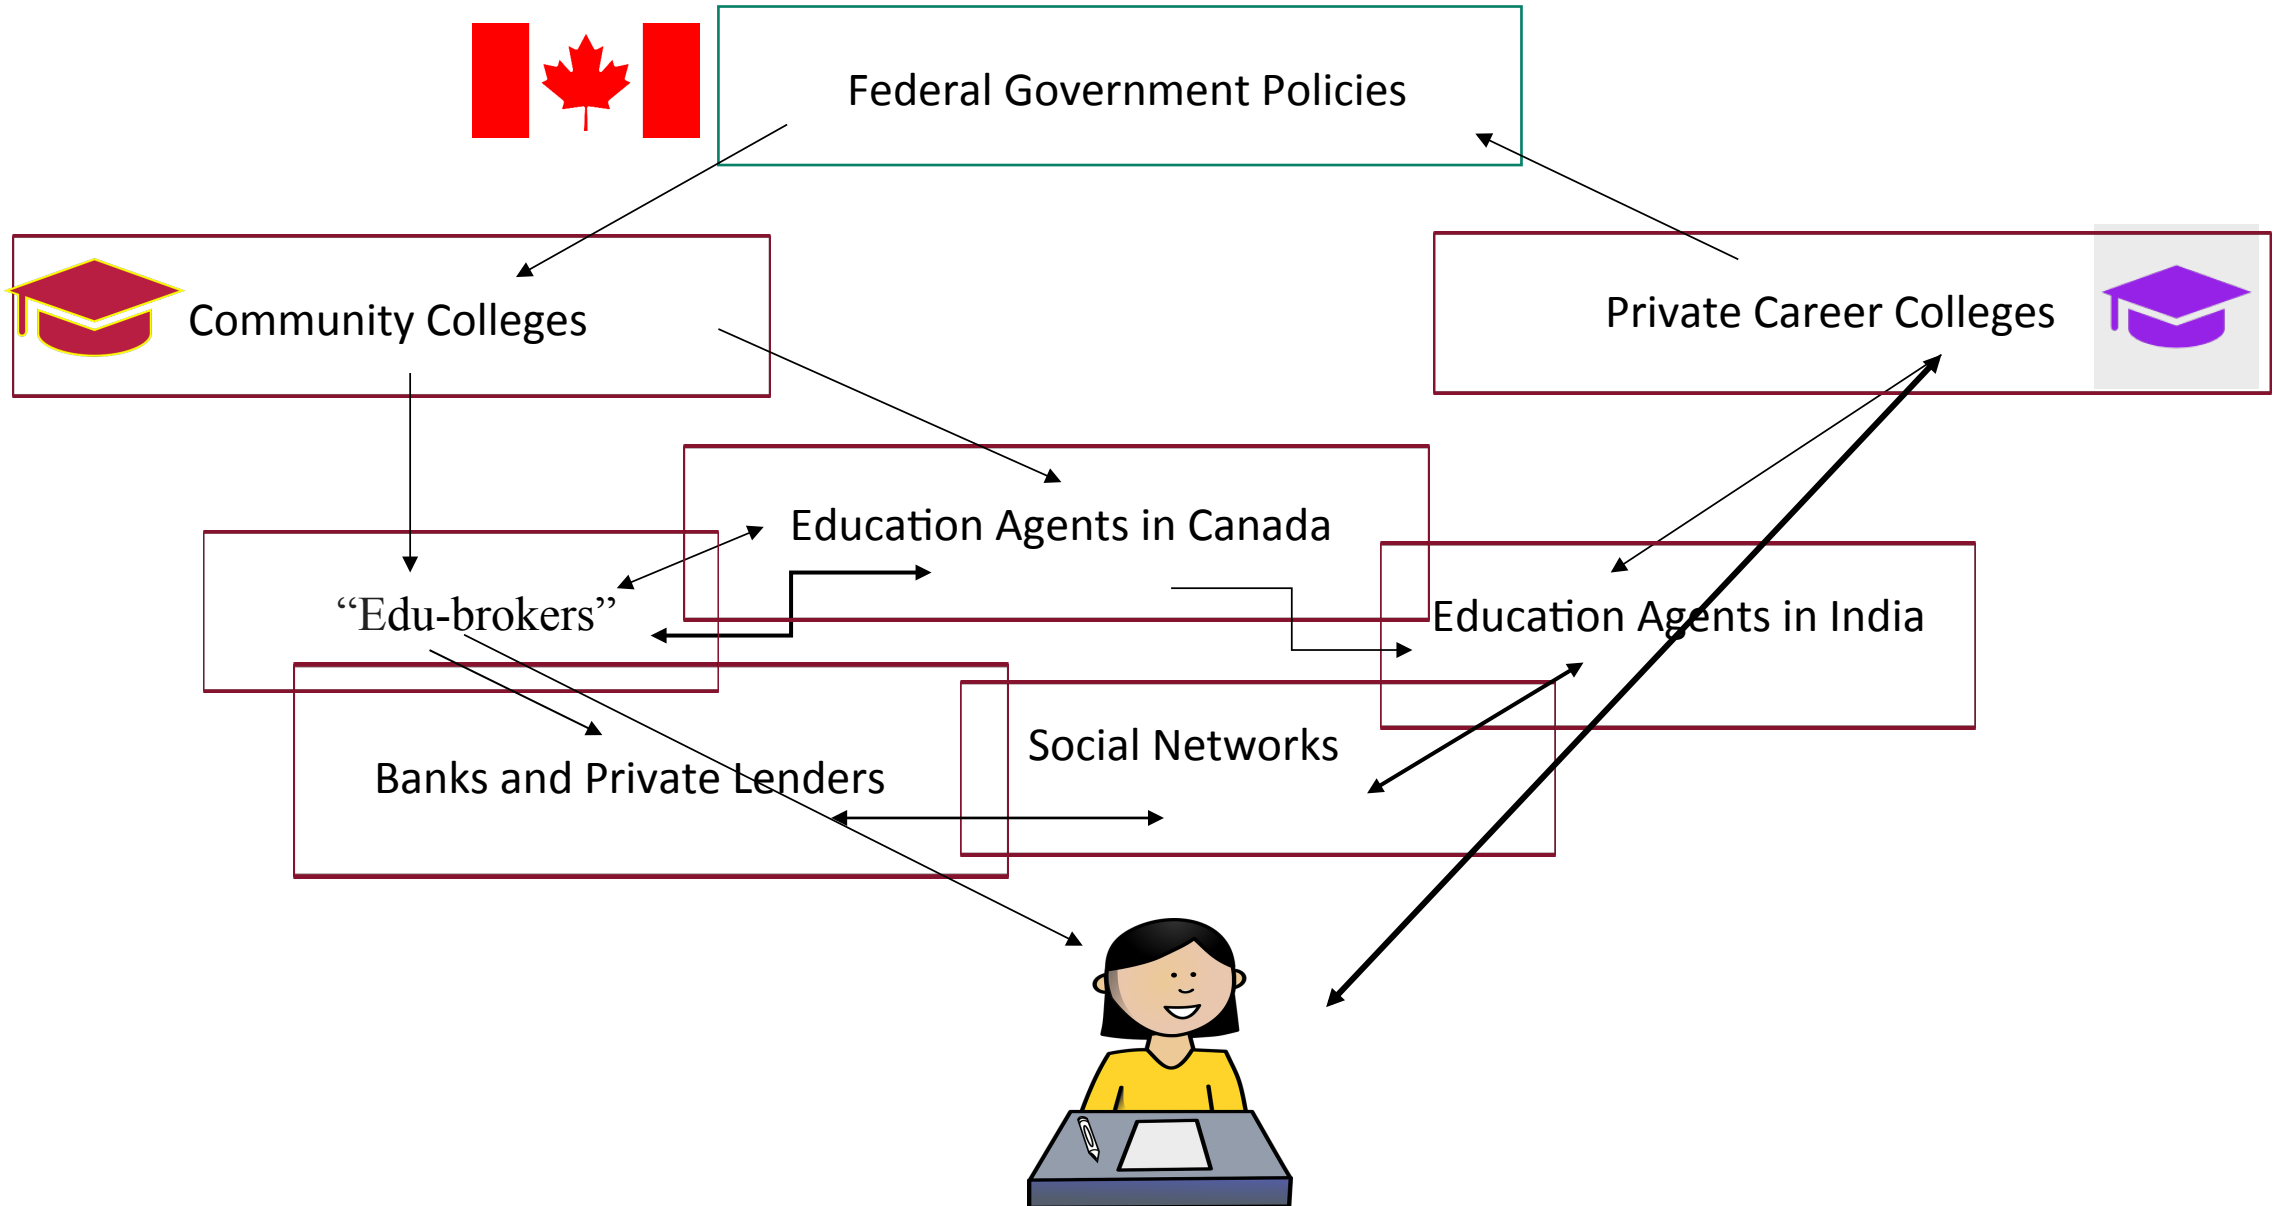 Federal Government Policies
Community Colleges
Private Career Colleges
Education Agents in Canada
“Edu-brokers”
Education Agents in India
Social Networks
Banks and Private Lenders